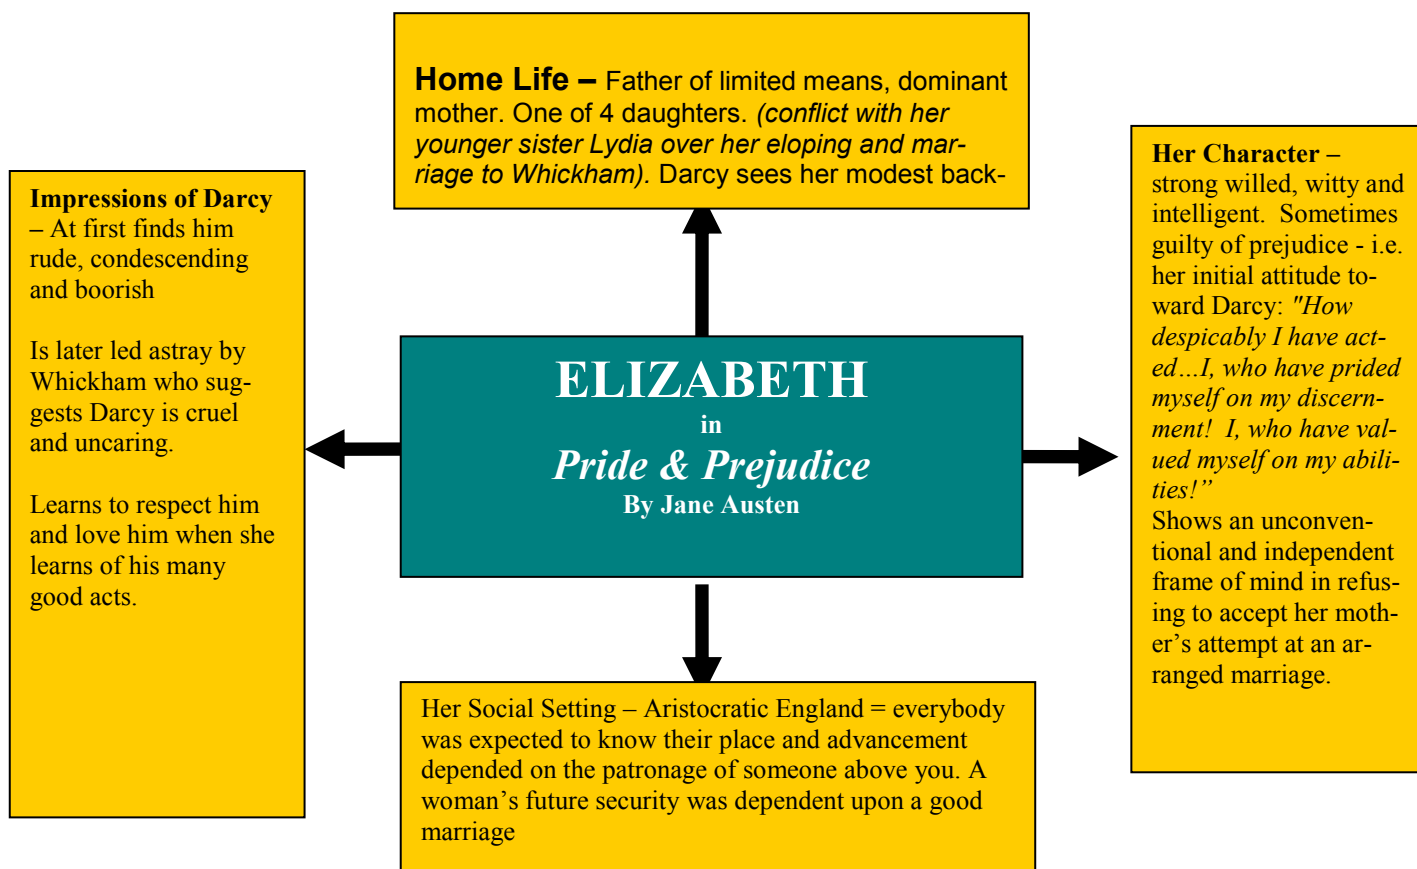 Home Life – Father of limited means, dominant
mother. One of 4 daughters. (conflict with her
younger sister Lydia over her eloping and mar-
riage to Whickham). Darcy sees her modest back-
Impressions of Darcy
– At first finds him
rude, condescending
and boorish
Is later led astray by
Whickham who sug-
gests Darcy is cruel
and uncaring.
Learns to respect him
and love him when she
learns of his many
good acts.
ELIZABETH
in
Pride & Prejudice
By Jane Austen
Her Character –
strong willed, witty and
intelligent.  Sometimes
guilty of prejudice - i.e.
her initial attitude to-
ward Darcy: "How
despicably I have act-
ed…I, who have prided
myself on my discern-
ment!  I, who have val-
ued myself on my abili-
ties!”
Shows an unconven-
tional and independent
frame of mind in refus-
ing to accept her moth-
er’s attempt at an ar-
ranged marriage.
Her Social Setting – Aristocratic England = everybody
was expected to know their place and advancement
depended on the patronage of someone above you. A
woman’s future security was dependent upon a good
marriage